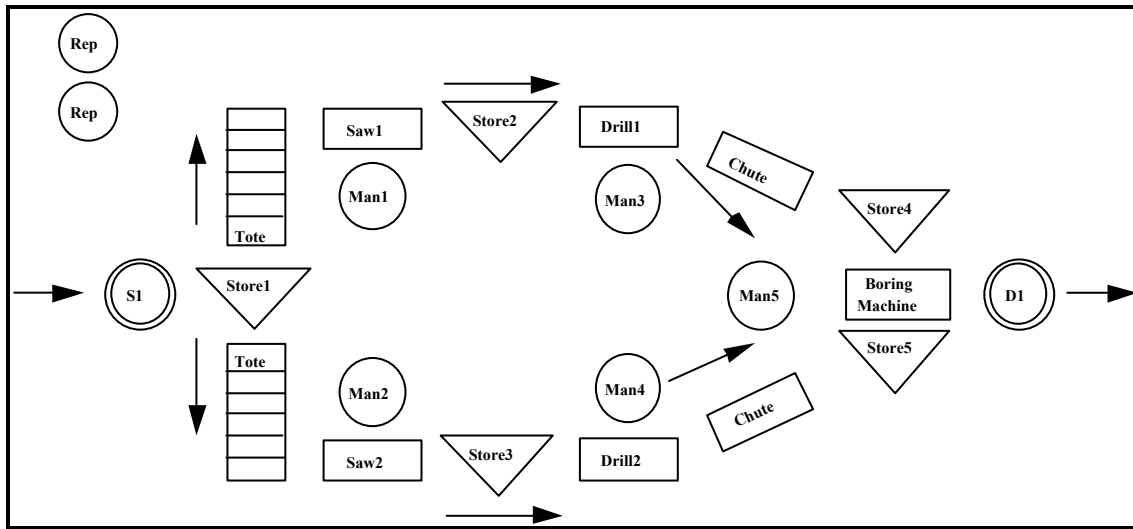 Rep
Rep
Saw1
Store2
Drill1
Chute
Man1
Man3
Store4
Tote
S1
Store1
Man5
Boring
Machine
D1
Store5
Tote
Man2
Man4
Chute
Saw2
Store3
Drill2